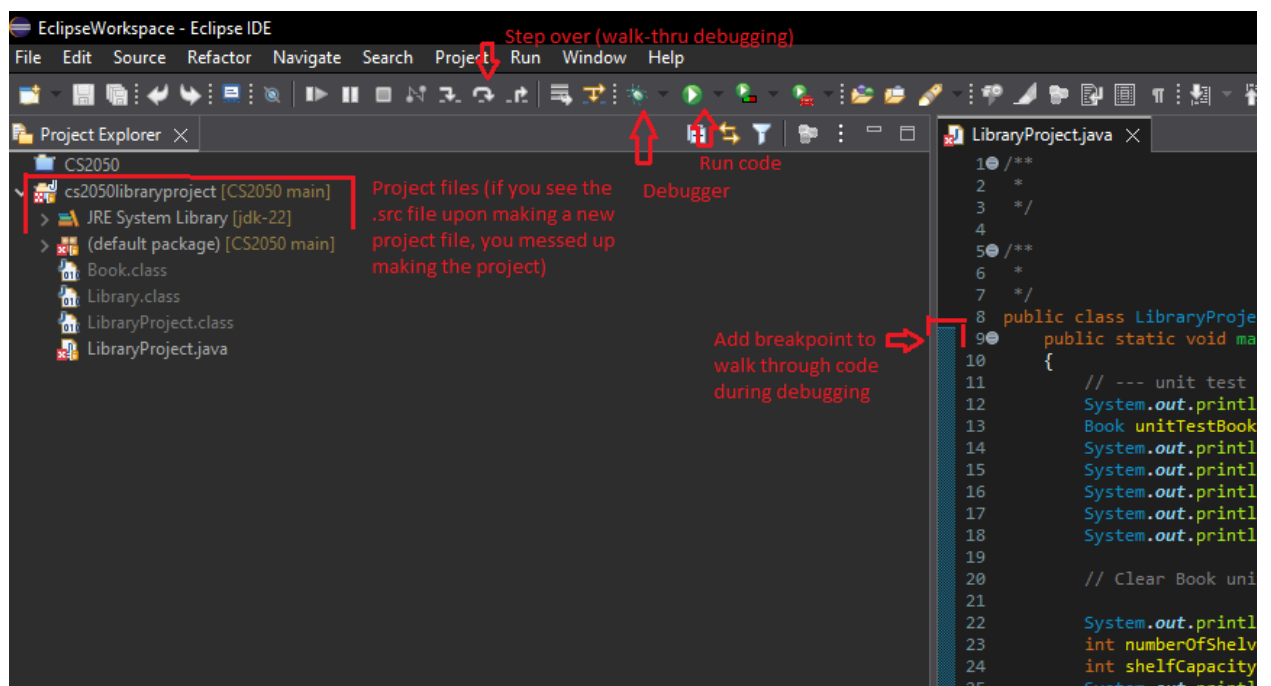 EclipseWorkspace - Eclipse IDE
Step over (walk-thru debugging)
File Edit Source Refactor Navigate Search Project Run Window Help
Project Explorer
LibraryProject.java
Run code
Debugger
CS2050
cs2050libraryproject [CS2050 main]
JRE System Library [jdk-22]
(default package) [CS2050 main]
Book.class
Library.class
LibraryProject.class
LibraryProject.java
Project files (if you see the
.src file upon making a new
project file, you messed up
making the project)
Add breakpoint to
walk through code
during debugging
1 /**
2 *
3 */
4
5 /**
6 *
7 */
8 public class LibraryProje
9 public static void ma
10 {
11 // --- unit test
12 System.out.printl
13 Book unitTestBook
14 System.out.printl
15 System.out.printl
16 System.out.printl
17 System.out.printl
18 System.out.printl
19
20 // Clear Book uni
21
22 System.out.printl
23 int numberOfShelv
24 int shelfCapacity